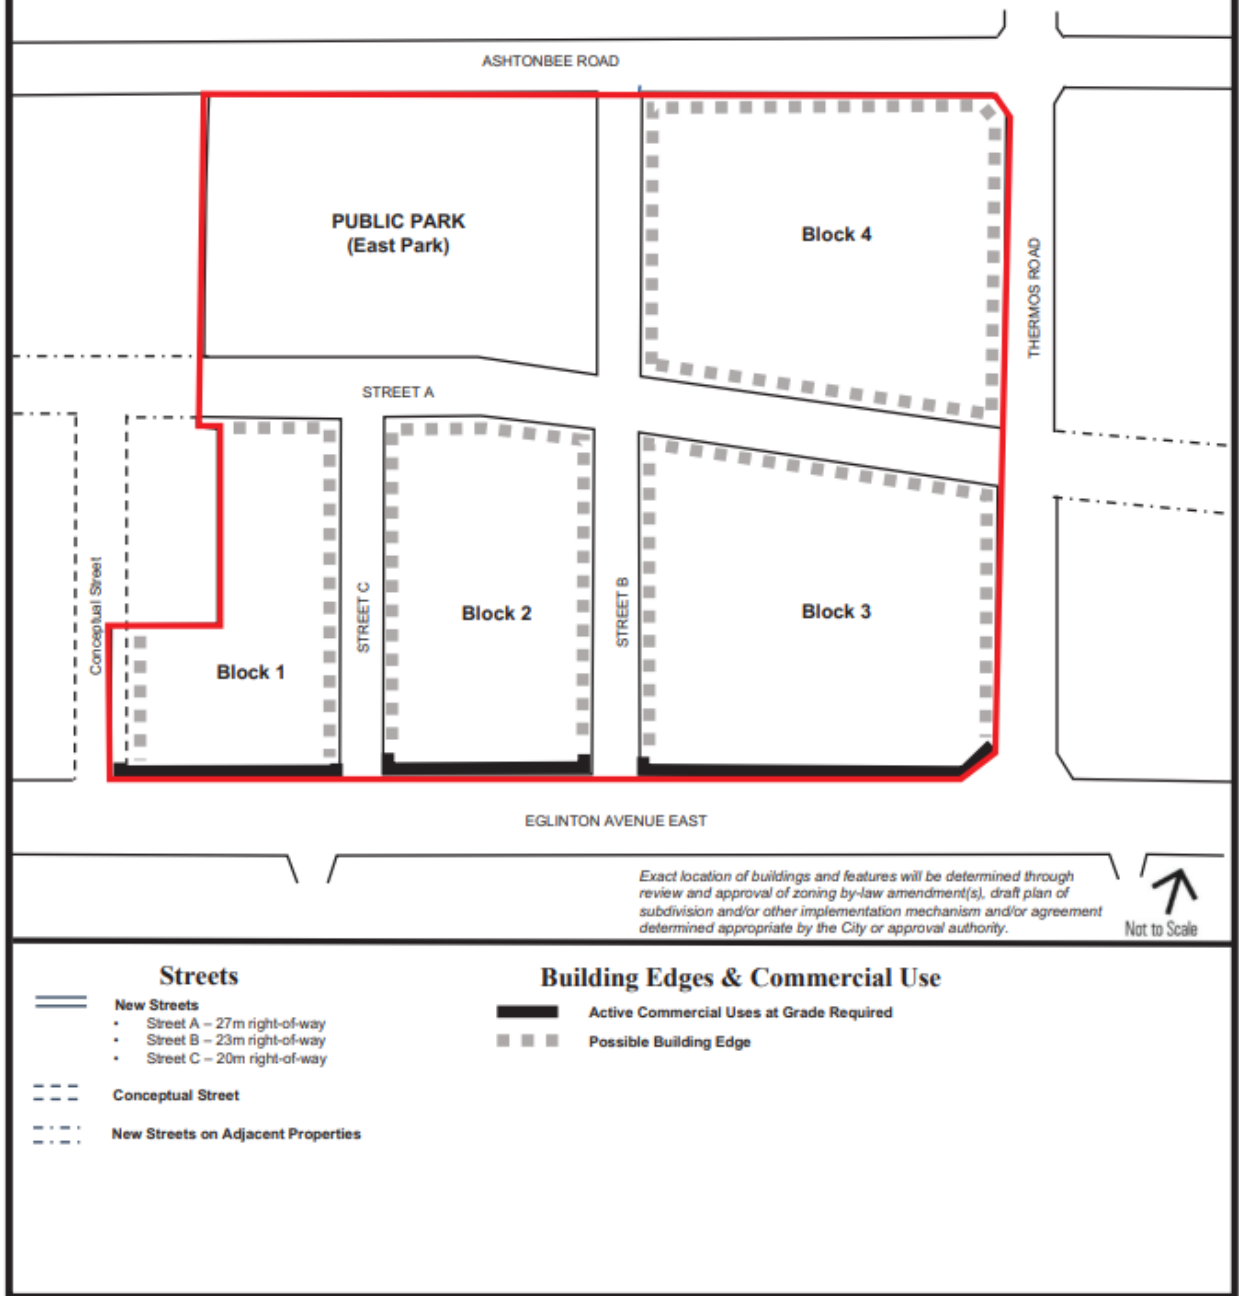 ASHTONBEE ROAD
PUBLIC PARK
(East Park)
Block 4
THERMOS ROAD
STREET A
Conceptual Street
Block 1
STREET C
Block 2
STREET B
Block 3
EGLINTON AVENUE EAST
Exact location of buildings and features will be determined through
review and approval of zoning by-law amendment(s), draft plan of
subdivision and/or other implementation mechanism and/or agreement
determined appropriate by the City or approval authority.
Not to Scale
Streets
New Streets
• Street A – 27m right-of-way
• Street B – 23m right-of-way
• Street C – 20m right-of-way
Conceptual Street
New Streets on Adjacent Properties
Building Edges & Commercial Use
Active Commercial Uses at Grade Required
Possible Building Edge